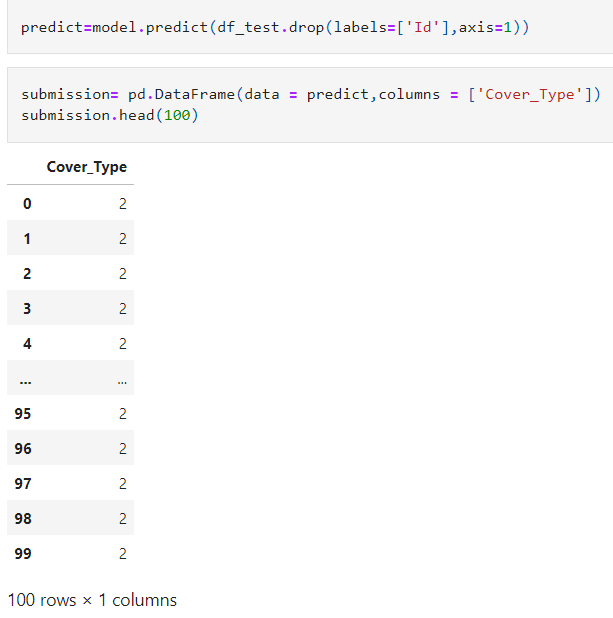 predict=model.predict(df_test.drop(labels=['Id'],axis=1))
submission= pd.DataFrame(data = predict,columns = ['Cover_Type'])
submission.head(100)
Cover_Type
0 2
1 2
2 2
3 2
4 2
... ...
95 2
96 2
97 2
98 2
99 2
100 rows × 1 columns